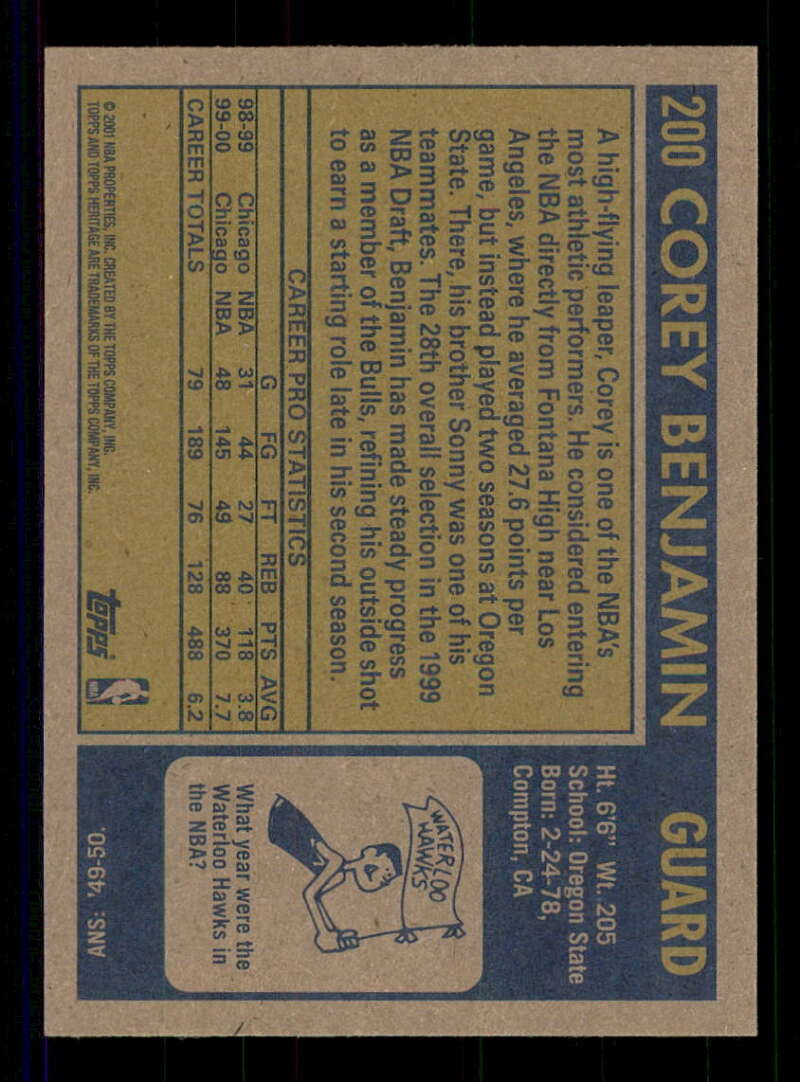 200 COREY BENJAMIN GUARD
A high-flying leaper, Corey is one of the NBA's
most athletic performers. He considered entering
the NBA directly from Fontana High near Los
Angeles, where he averaged 27.6 points per
game, but instead played two seasons at Oregon
State. There, his brother Sonny was one of his
teammates. The 28th overall selection in the 1999
NBA Draft, Benjamin has made steady progress
as a member of the Bulls, refining his outside shot
to earn a starting role late in his second season.
CAREER PRO STATISTICS
G FG FT REB PTS AVG
98-99 Chicago NBA 31 44 27 40 118 3.8
99-00 Chicago NBA 48 145 49 88 370 7.7
CAREER TOTALS 79 189 76 128 488 6.2
© 2001 NBA PROPERTIES, INC. CREATED BY THE TOPPS COMPANY, INC.
TOPPS AND TOPPS HERITAGE ARE TRADEMARKS OF THE TOPPS COMPANY, INC.
topps®
NBA
Ht. 6'6" Wt. 205
School: Oregon State
Born: 2-24-78,
Compton, CA
WATERLOO
HAWKS
What year were the
Waterloo Hawks in
the NBA?
ANS: '49-50.